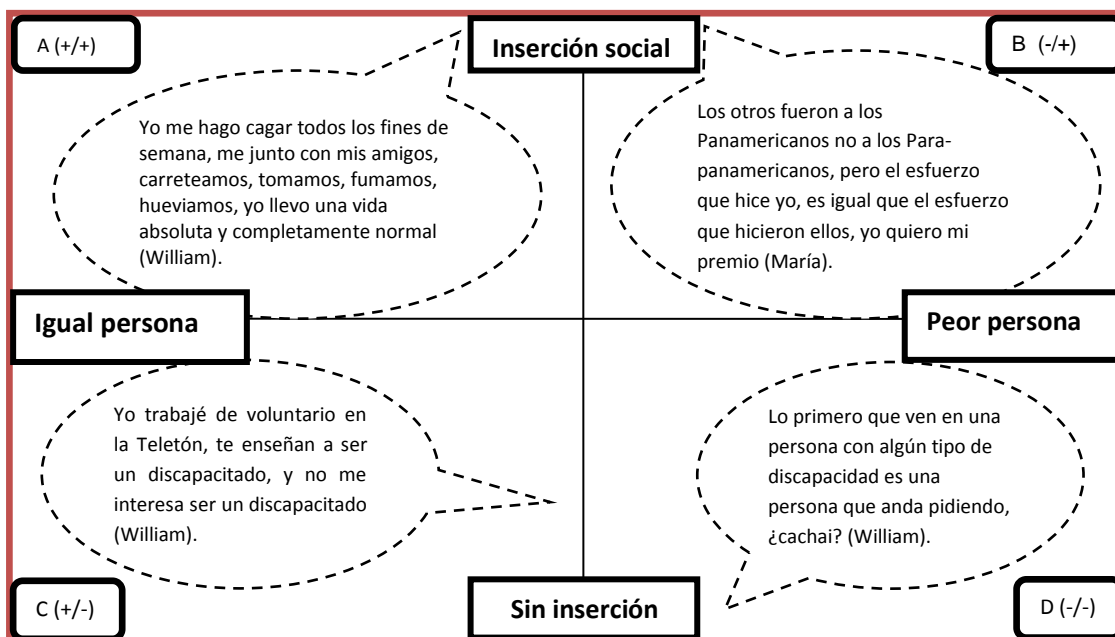 A (+/+)
Inserción social
B (-/+)
Yo me hago cagar todos los fines de
semana, me junto con mis amigos,
carreteamos, tomamos, fumamos,
hueviamos, yo llevo una vida
absoluta y completamente normal
(William).
Los otros fueron a los
Panamericanos no a los Para-
panamericanos, pero el esfuerzo
que hice yo, es igual que el esfuerzo
que hicieron ellos, yo quiero mi
premio (María).
Igual persona
Peor persona
Yo trabajé de voluntario en
la Teletón, te enseñan a ser
un discapacitado, y no me
interesa ser un discapacitado
(William).
Lo primero que ven en una
persona con algún tipo de
discapacidad es una
persona que anda pidiendo,
¿cachai? (William).
C (+/-)
Sin inserción
D (-/-)